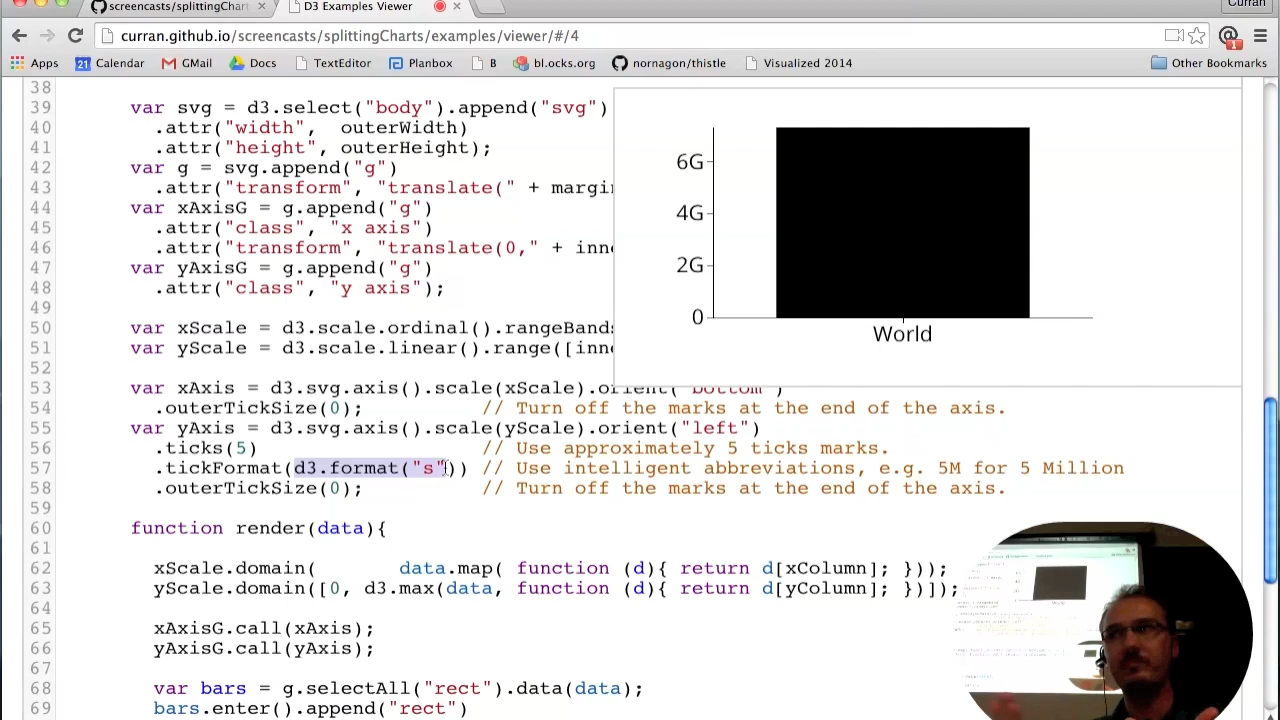 Curran
screencasts/splittingChart
D3 Examples Viewer
curran.github.io/screencasts/splittingCharts/examples/viewer/#/4
Apps
21 Calendar
GMail
Docs
TextEditor
Planbox
B
bl.ocks.org
nornagon/thistle
Visualized 2014
Other Bookmarks
1
38
39 var svg = d3.select("body").append("svg")
40 .attr("width", outerWidth)
41 .attr("height", outerHeight);
42 var g = svg.append("g")
43 .attr("transform", "translate(" + margi
44 var xAxisG = g.append("g")
45 .attr("class", "x axis")
46 .attr("transform", "translate(0," + inne
47 var yAxisG = g.append("g")
48 .attr("class", "y axis");
49
50 var xScale = d3.scale.ordinal().rangeBands
51 var yScale = d3.scale.linear().range([inne
52
53 var xAxis = d3.svg.axis().scale(xScale).orient("bottom")
54 .outerTickSize(0); // Turn off the marks at the end of the axis.
55 var yAxis = d3.svg.axis().scale(yScale).orient("left")
56 .ticks(5) // Use approximately 5 ticks marks.
57 .tickFormat(d3.format("s")) // Use intelligent abbreviations, e.g. 5M for 5 Million
58 .outerTickSize(0); // Turn off the marks at the end of the axis.
59
60 function render(data){
61
62 xScale.domain( data.map( function (d){ return d[xColumn]; }));
63 yScale.domain([0, d3.max(data, function (d){ return d[yColumn]; })]);
64
65 xAxisG.call(xAxis);
66 yAxisG.call(yAxis);
67
68 var bars = g.selectAll("rect").data(data);
69 bars.enter().append("rect")
6G
4G
2G
0
World